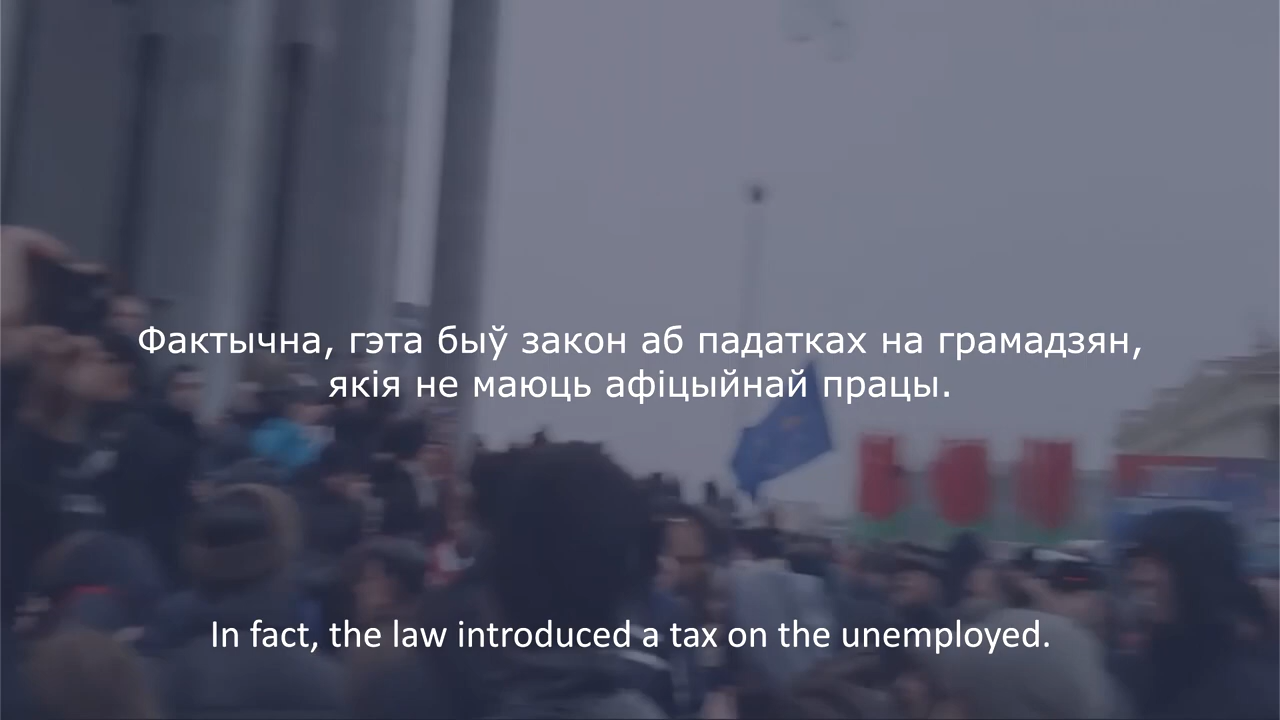 Фактычна, гэта быў закон аб падатках на грамадзян,
якія не маюць афіцыйнай працы.
In fact, the law introduced a tax on the unemployed.